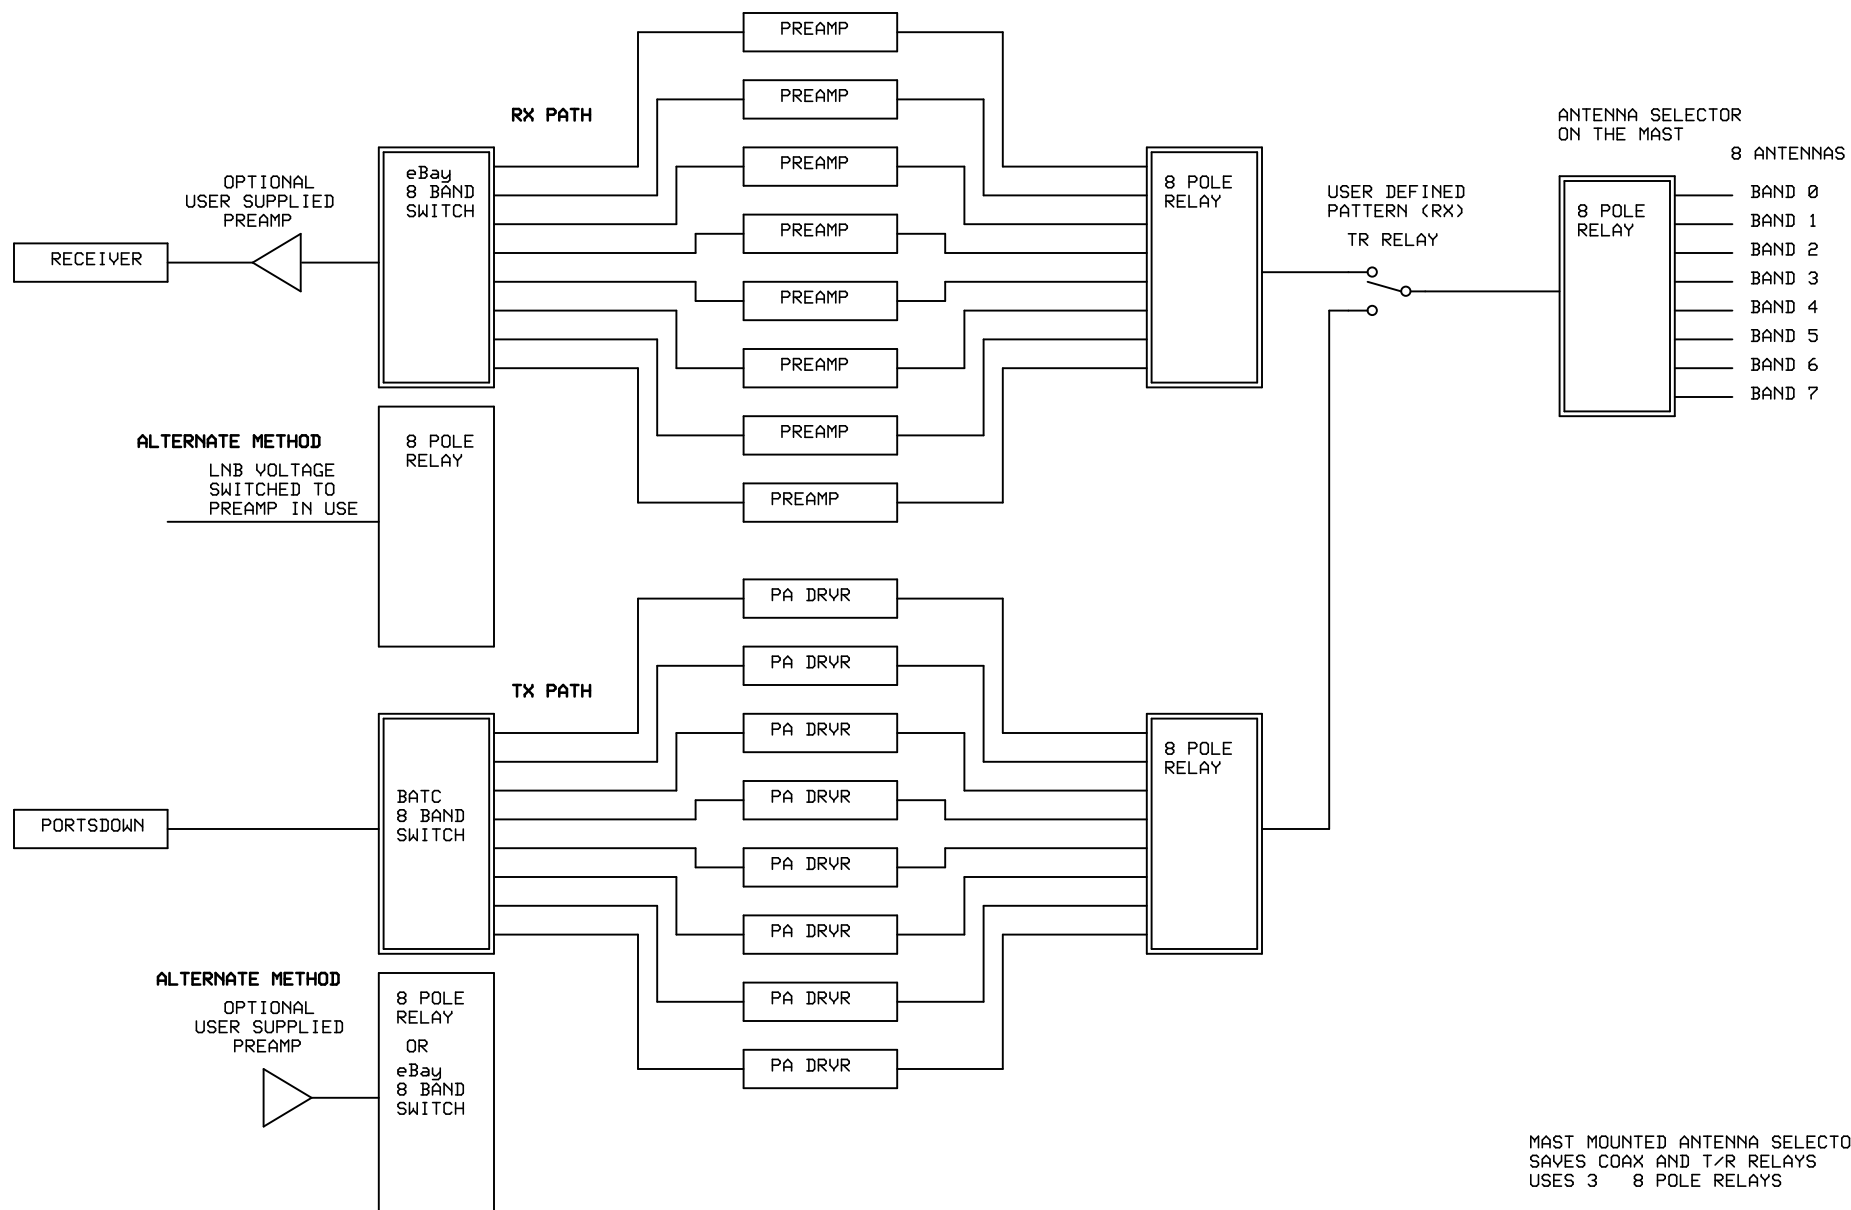 PREAMP
PREAMP
RX PATH
ANTENNA SELECTOR
ON THE MAST
8 ANTENNAS
PREAMP
eBay
8 BAND
SWITCH
OPTIONAL
USER SUPPLIED
PREAMP
8 POLE
RELAY
USER DEFINED
PATTERN (RX)
TR RELAY
8 POLE
RELAY
BAND 0
BAND 1
BAND 2
BAND 3
BAND 4
BAND 5
BAND 6
BAND 7
RECEIVER
PREAMP
PREAMP
PREAMP
PREAMP
PREAMP
ALTERNATE METHOD
LNB VOLTAGE
SWITCHED TO
PREAMP IN USE
8 POLE
RELAY
PA DRVR
PA DRVR
TX PATH
PA DRVR
PA DRVR
PA DRVR
PA DRVR
PA DRVR
PA DRVR
8 POLE
RELAY
BATC
8 BAND
SWITCH
PORTSDOWN
ALTERNATE METHOD
OPTIONAL
USER SUPPLIED
PREAMP
8 POLE
RELAY
OR
eBay
8 BAND
SWITCH
MAST MOUNTED ANTENNA SELECTO
SAVES COAX AND T/R RELAYS
USES 3 8 POLE RELAYS